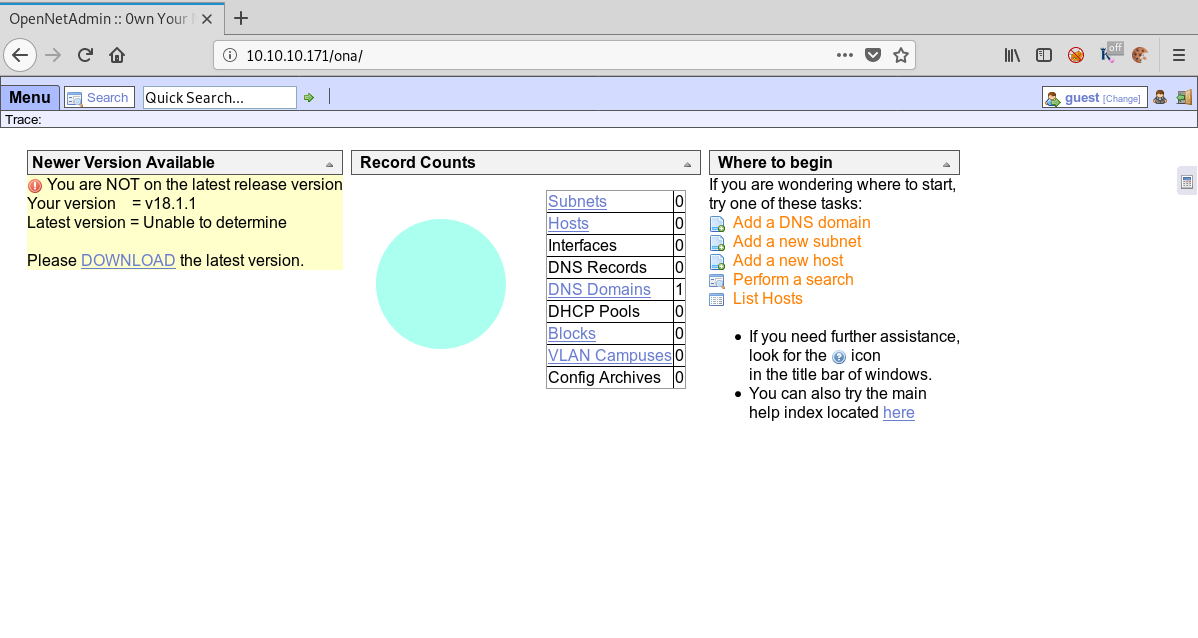 OpenNetAdmin :: 0wn Your
10.10.10.171/ona/
off
Menu
Search
Quick Search...
guest [Change]
Trace:
Newer Version Available
You are NOT on the latest release version
Your version = v18.1.1
Latest version = Unable to determine
Please DOWNLOAD the latest version.
Record Counts
Subnets 0
Hosts 0
Interfaces 0
DNS Records 0
DNS Domains 1
DHCP Pools 0
Blocks 0
VLAN Campuses 0
Config Archives 0
Where to begin
If you are wondering where to start,
try one of these tasks:
Add a DNS domain
Add a new subnet
Add a new host
Perform a search
List Hosts
• If you need further assistance,
look for the icon
in the title bar of windows.
• You can also try the main
help index located here